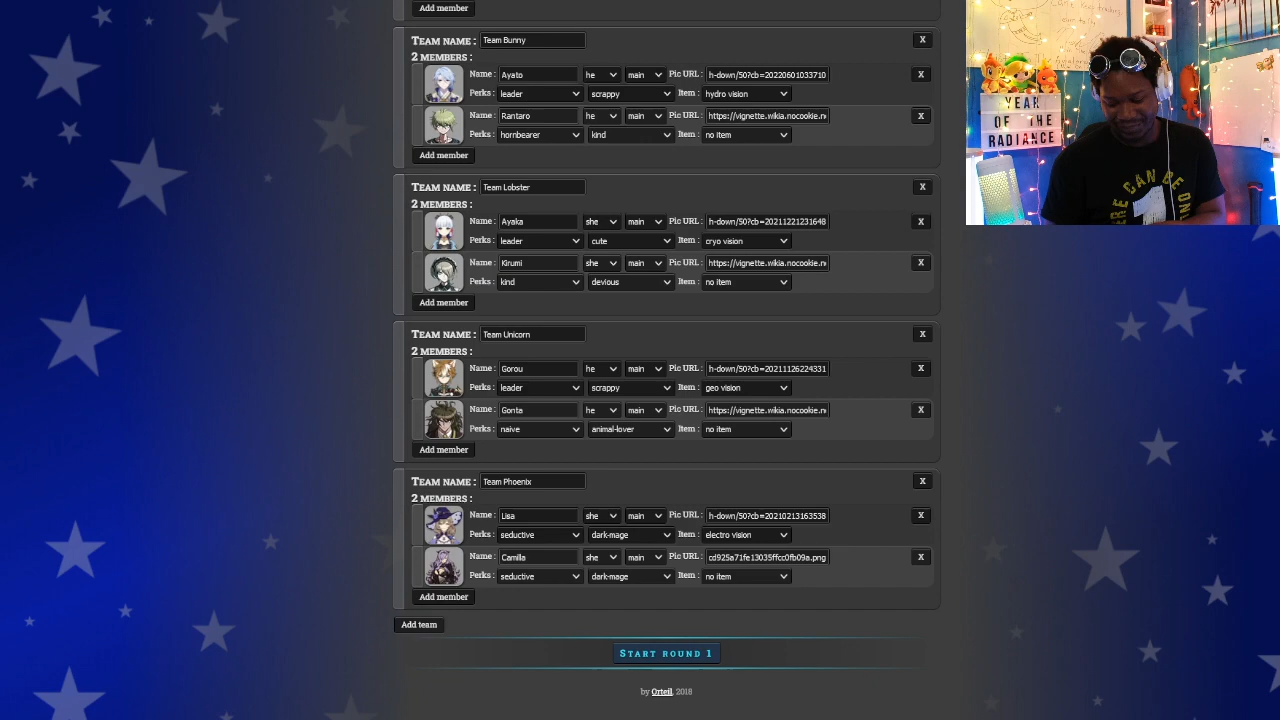 Add member
TEAM NAME : Team Bunny X
2 MEMBERS :
Name : Ayato he main Pic URL : h-down/50?cb=20220601033710 X
Perks : leader scrappy Item : hydro vision
Name : Rantaro he main Pic URL : https://vignette.wikia.nocookie.n X
Perks : hornbearer kind Item : no item
Add member
TEAM NAME : Team Lobster X
2 MEMBERS :
Name : Ayaka she main Pic URL : h-down/50?cb=20211221231648 X
Perks : leader cute Item : cryo vision
Name : Kirumi she main Pic URL : https://vignette.wikia.nocookie.n X
Perks : kind devious Item : no item
Add member
TEAM NAME : Team Unicorn X
2 MEMBERS :
Name : Gorou he main Pic URL : h-down/50?cb=20211126224331 X
Perks : leader scrappy Item : geo vision
Name : Gonta he main Pic URL : https://vignette.wikia.nocookie.n X
Perks : naive animal-lover Item : no item
Add member
TEAM NAME : Team Phoenix X
2 MEMBERS :
Name : Lisa she main Pic URL : h-down/50?cb=20210213163538 X
Perks : seductive dark-mage Item : electro vision
Name : Camilla she main Pic URL : cd925a71fe13035ffcc0fb09a.png X
Perks : seductive dark-mage Item : no item
Add member
Add team
START ROUND 1
by Orteil, 2018
YEAR
OF THE
RADIANCE
CAN BE ON